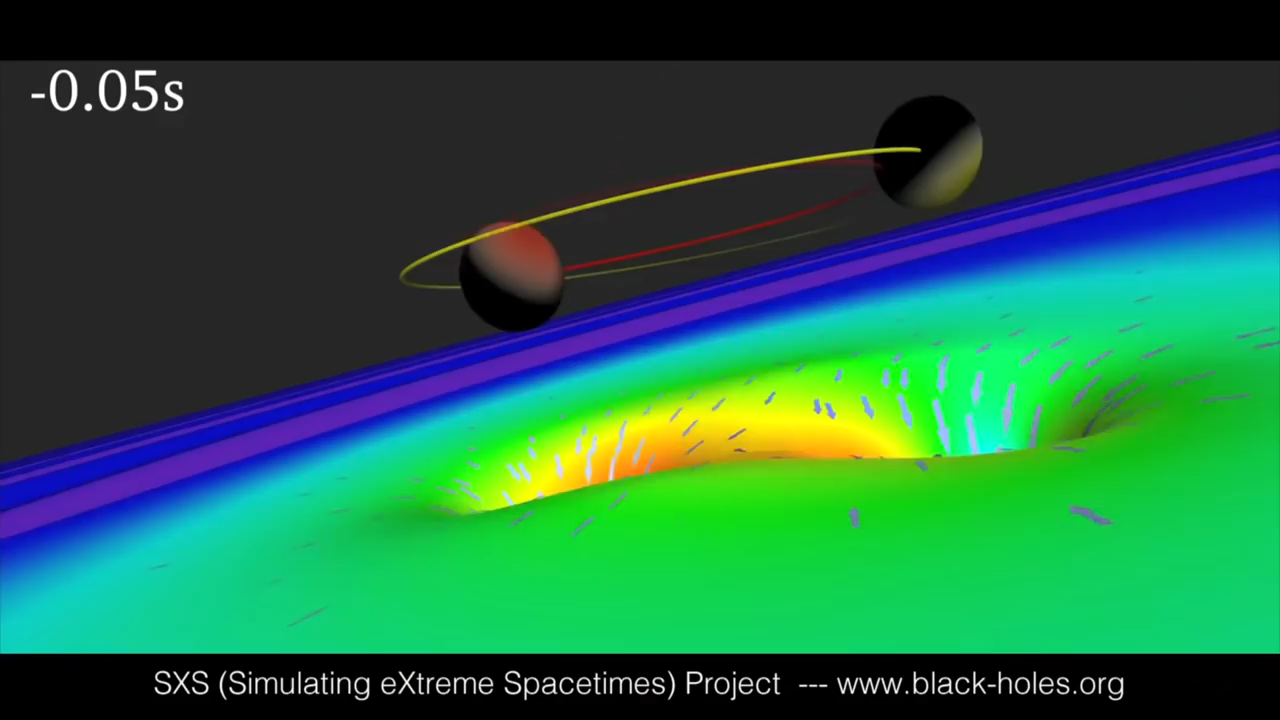 -0.05s
SXS (Simulating eXtreme Spacetimes) Project --- www.black-holes.org